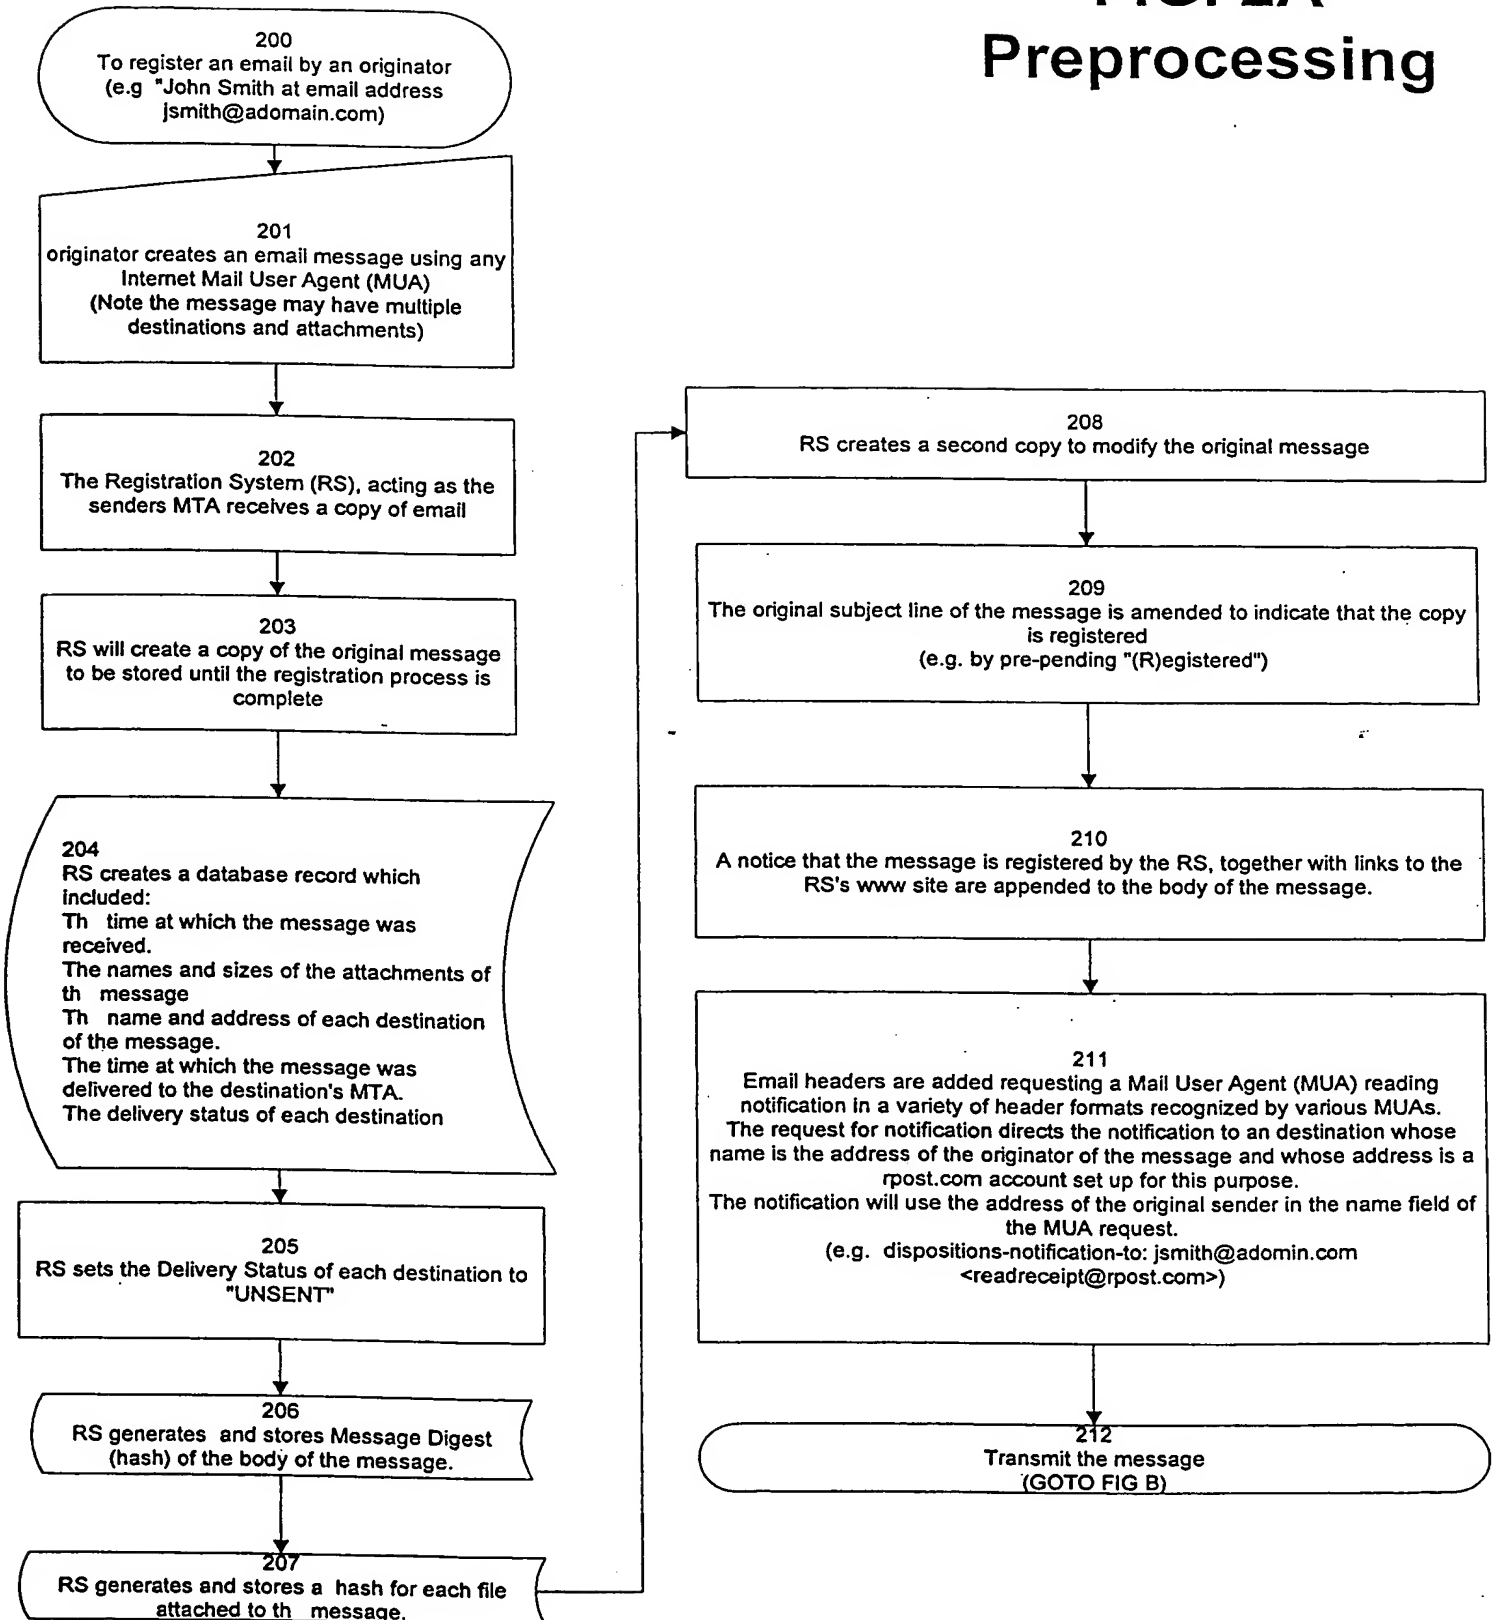 Preprocessing
200
To register an email by an originator
(e.g "John Smith at email address
jsmith@adomain.com)
201
originator creates an email message using any
Internet Mail User Agent (MUA)
(Note the message may have multiple
destinations and attachments)
202
The Registration System (RS), acting as the
senders MTA receives a copy of email
203
RS will create a copy of the original message
to be stored until the registration process is
complete
204
RS creates a database record which
included:
Th time at which the message was
received.
The names and sizes of the attachments of
th message
Th name and address of each destination
of the message.
The time at which the message was
delivered to the destination's MTA.
The delivery status of each destination
205
RS sets the Delivery Status of each destination to
"UNSENT"
206
RS generates and stores Message Digest
(hash) of the body of the message.
207
RS generates and stores a hash for each file
attached to th message.
208
RS creates a second copy to modify the original message
209
The original subject line of the message is amended to indicate that the copy
is registered
(e.g. by pre-pending "(R)egistered")
210
A notice that the message is registered by the RS, together with links to the
RS's www site are appended to the body of the message.
211
Email headers are added requesting a Mail User Agent (MUA) reading
notification in a variety of header formats recognized by various MUAs.
The request for notification directs the notification to an destination whose
name is the address of the originator of the message and whose address is a
rpost.com account set up for this purpose.
The notification will use the address of the original sender in the name field of
the MUA request.
(e.g. dispositions-notification-to: jsmith@adomin.com
<readreceipt@rpost.com>)
212
Transmit the message
(GOTO FIG B)